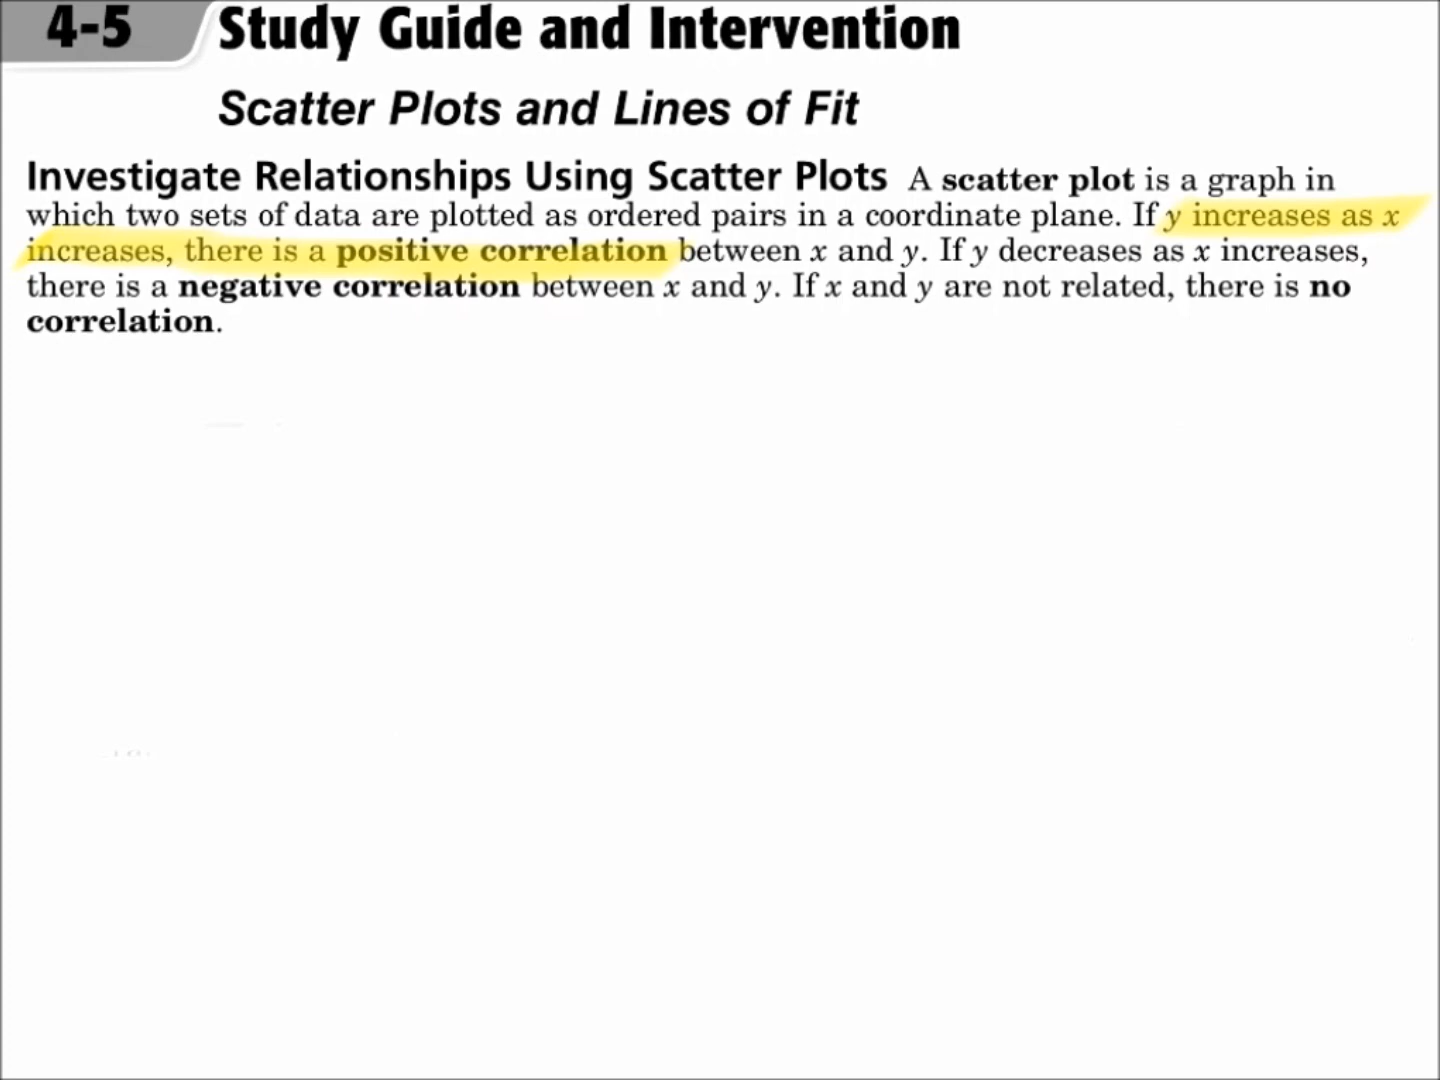 4-5 Study Guide and Intervention
Scatter Plots and Lines of Fit
Investigate Relationships Using Scatter Plots A scatter plot is a graph in
which two sets of data are plotted as ordered pairs in a coordinate plane. If y increases as x
increases, there is a positive correlation between x and y. If y decreases as x increases,
there is a negative correlation between x and y. If x and y are not related, there is no
correlation.